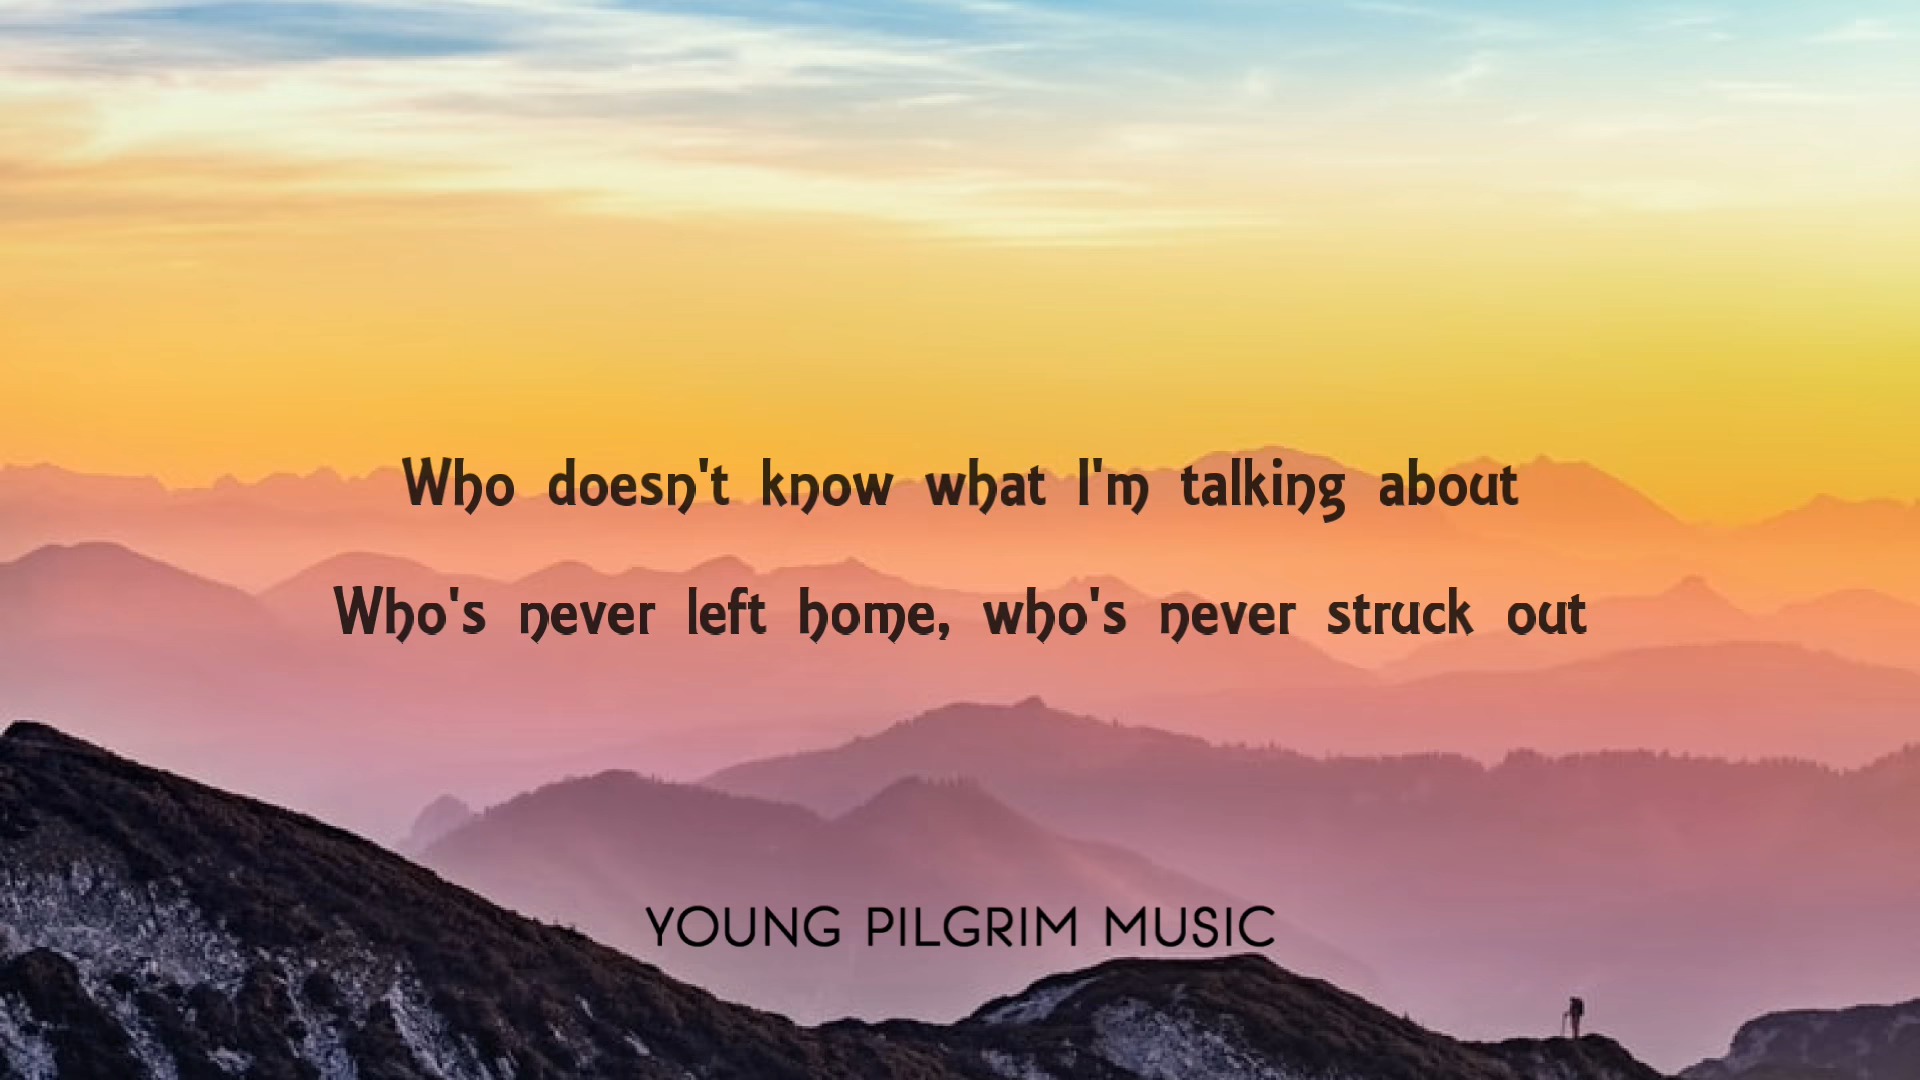 Who doesn't know what I'm talking about
Who's never left home, who's never struck out
YOUNG PILGRIM MUSIC